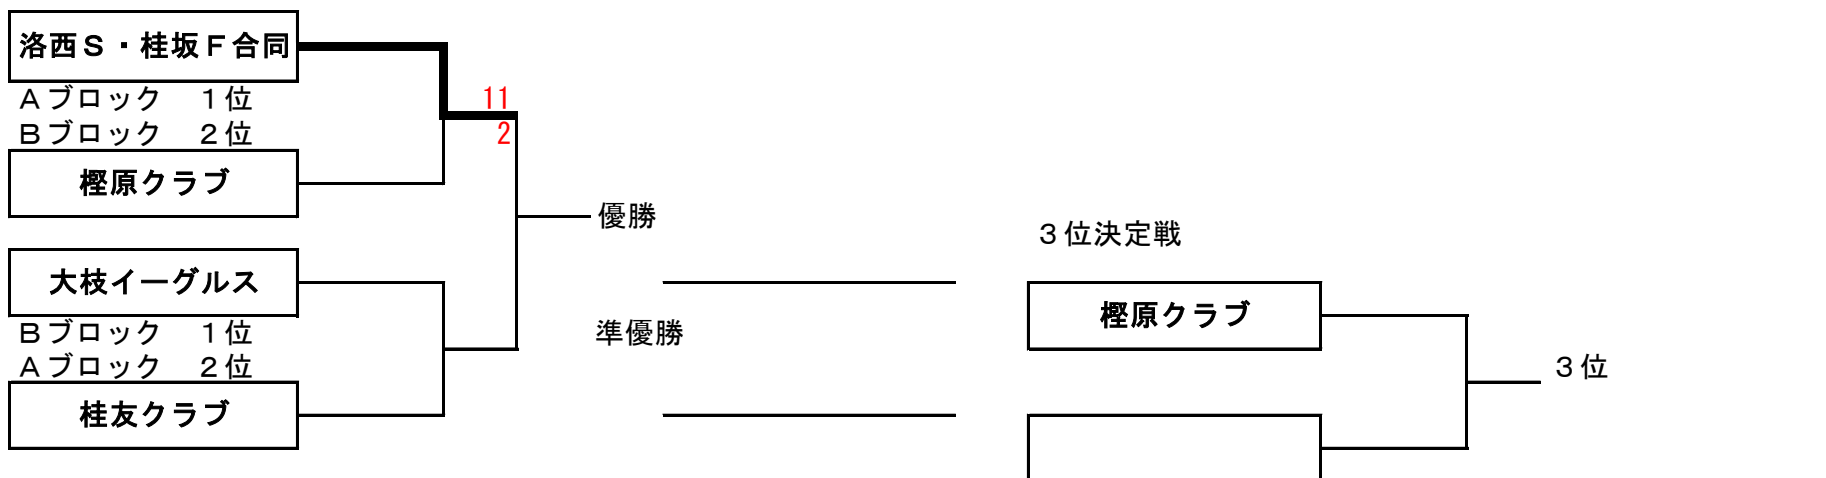 洛西Ｓ・桂坂Ｆ合同
Ａブロック　１位
11
Ｂブロック　２位
2
樫原クラブ
優勝
大枝イーグルス
Ｂブロック　１位
Ａブロック　２位
桂友クラブ
準優勝
３位決定戦
樫原クラブ
３位